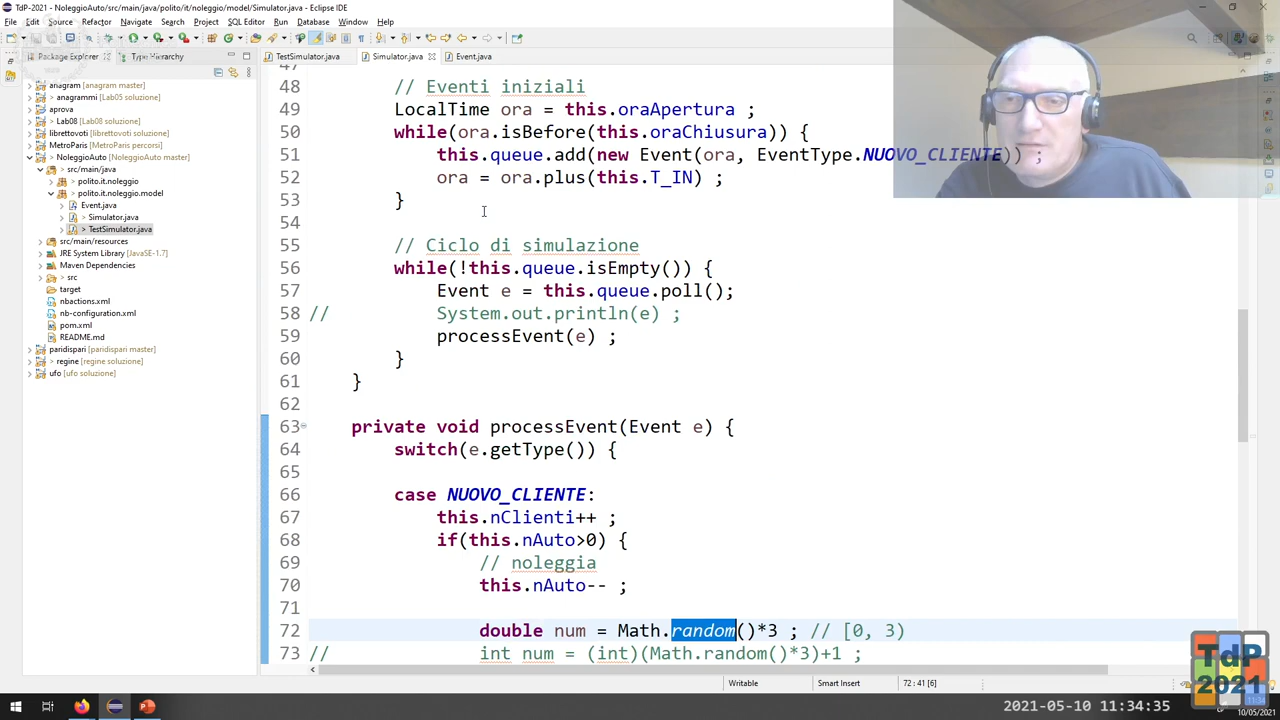 TdP-2021 - NoleggioAuto/src/main/java/polito/it/noleggio/model/Simulator.java - Eclipse IDE
File Edit Source Refactor Navigate Search Project SQL Editor Run Database Window Help
Package Explorer Type Hierarchy TestSimulator.java Simulator.java Event.java
anagram [anagram master]
> anagrammi [Lab05 soluzione]
aprova
> Lab08 [Lab08 soluzione]
librettovoti [librettovoti soluzione]
MetroParis [MetroParis percorsi]
> NoleggioAuto [NoleggioAuto master]
> src/main/java
> polito.it.noleggio
> polito.it.noleggio.model
Event.java
> Simulator.java
> TestSimulator.java
src/main/resources
JRE System Library [JavaSE-1.7]
Maven Dependencies
> src
target
nbactions.xml
nb-configuration.xml
pom.xml
README.md
paridispari [paridispari master]
> regine [regine soluzione]
ufo [ufo soluzione]
47
48 // Eventi iniziali
49 LocalTime ora = this.oraApertura ;
50 while(ora.isBefore(this.oraChiusura)) {
51 this.queue.add(new Event(ora, EventType.NUOVO_CLIENTE)) ;
52 ora = ora.plus(this.T_IN) ;
53 }
54
55 // Ciclo di simulazione
56 while(!this.queue.isEmpty()) {
57 Event e = this.queue.poll();
58 // System.out.println(e) ;
59 processEvent(e) ;
60 }
61 }
62
63 private void processEvent(Event e) {
64 switch(e.getType()) {
65
66 case NUOVO_CLIENTE:
67 this.nClienti++ ;
68 if(this.nAuto>0) {
69 // noleggia
70 this.nAuto-- ;
71
72 double num = Math.random()*3 ; // [0, 3)
73 // int num = (int)(Math.random()*3)+1 ;
Writable Smart Insert 72 : 41 [6]
TdP
2021
2021-05-10 11:34:35
11:34
10/05/2021